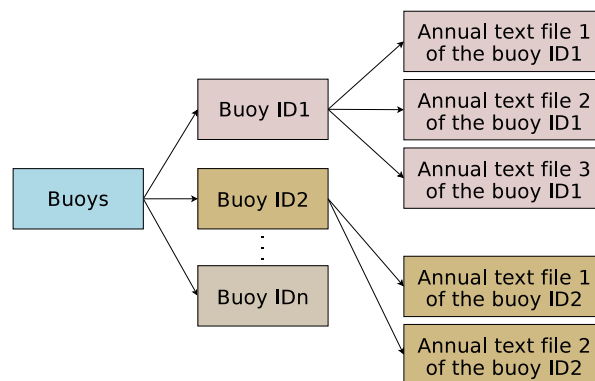 Buoys
Buoy ID1
Buoy ID2
Buoy IDn
Annual text file 1
of the buoy ID1
Annual text file 2
of the buoy ID1
Annual text file 3
of the buoy ID1
Annual text file 1
of the buoy ID2
Annual text file 2
of the buoy ID2